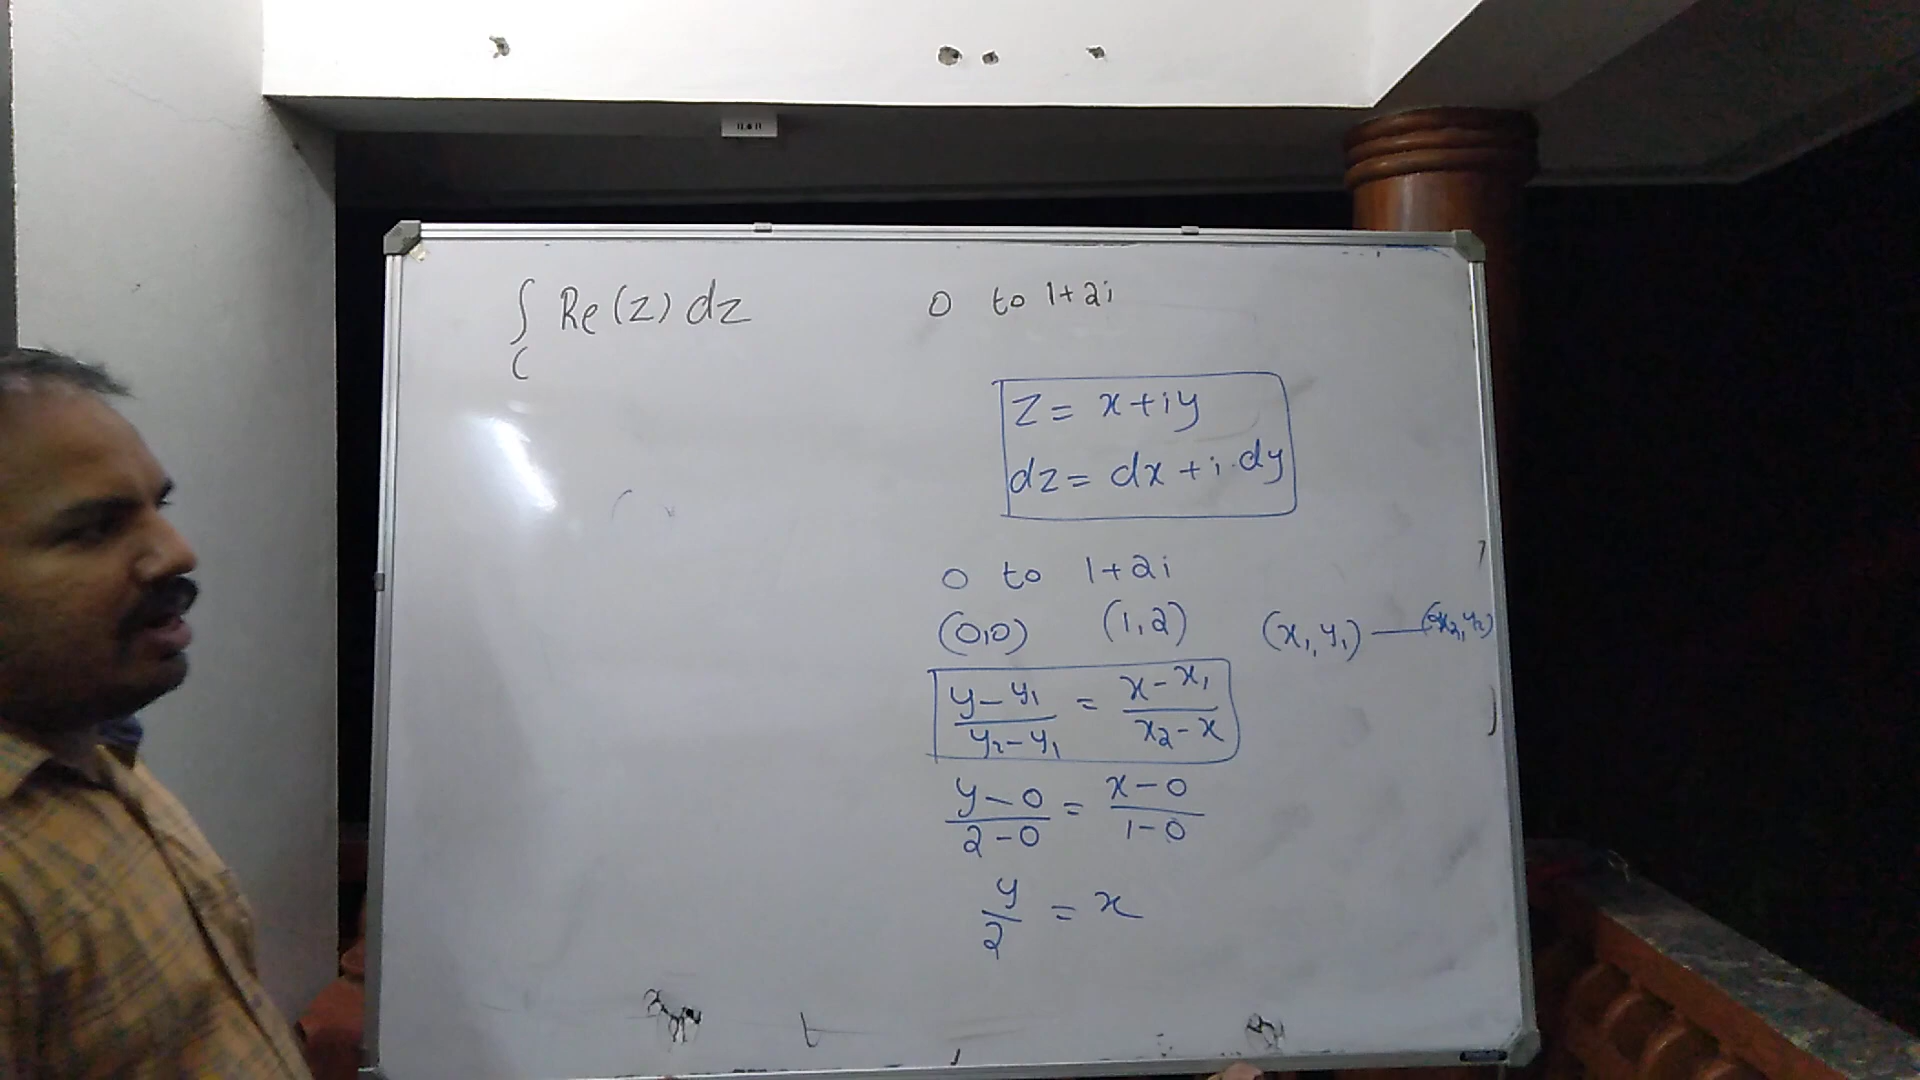 ∫_C Re(z) dz 0 to 1+2i
z = x+iy
dz = dx + i·dy
0 to 1+2i
(0,0) (1,2) (x₁, y₁) — (x₂, y₂)
(y - y₁)/(y₂ - y₁) = (x - x₁)/(x₂ - x)
(y - 0)/(2 - 0) = (x - 0)/(1 - 0)
y/2 = x